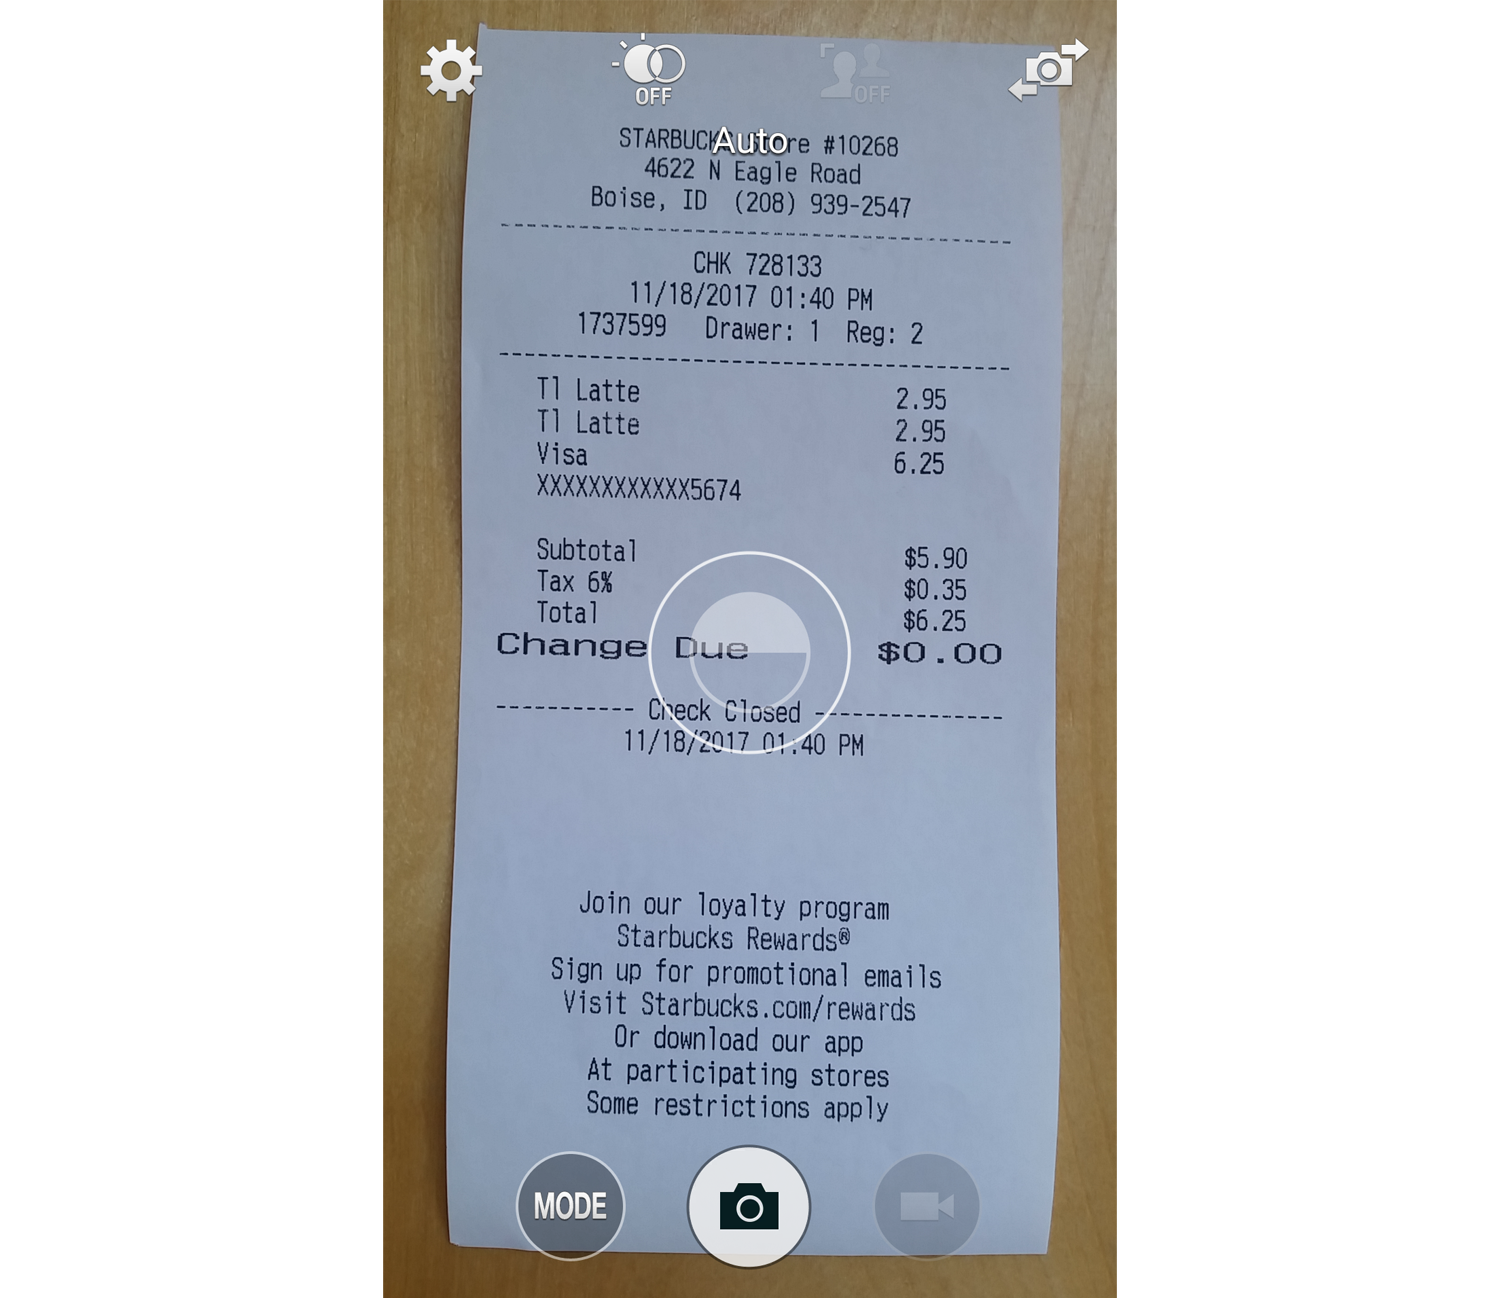 OFF
OFF
Auto
STARBUCKS Store #10268
4622 N Eagle Road
Boise, ID (208) 939-2547
CHK 728133
11/18/2017 01:40 PM
1737599 Drawer: 1 Reg: 2
Tl Latte 2.95
Tl Latte 2.95
Visa 6.25
XXXXXXXXXXXX5674
Subtotal $5.90
Tax 6% $0.35
Total $6.25
Change Due $0.00
----------- Check Closed ---------------
11/18/2017 01:40 PM
Join our loyalty program
Starbucks Rewards®
Sign up for promotional emails
Visit Starbucks.com/rewards
Or download our app
At participating stores
Some restrictions apply
MODE